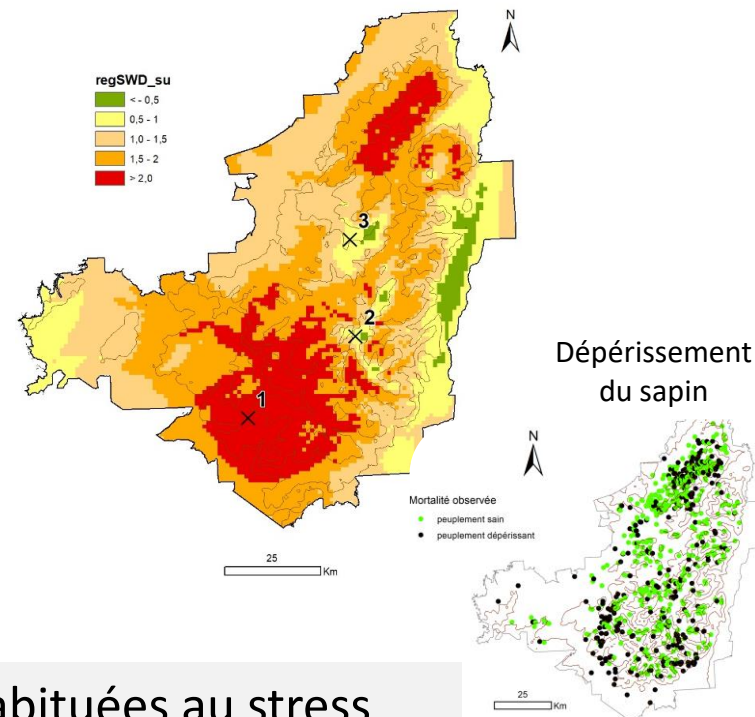 N
regSWD_su
< - 0,5
0,5 - 1
1,0 - 1,5
1,5 - 2
> 2,0
3
2
1
25
Km
Dépérissement
du sapin
N
Mortalité observée
peuplement sain
peuplement dépérissant
25
Km
abituées au stress